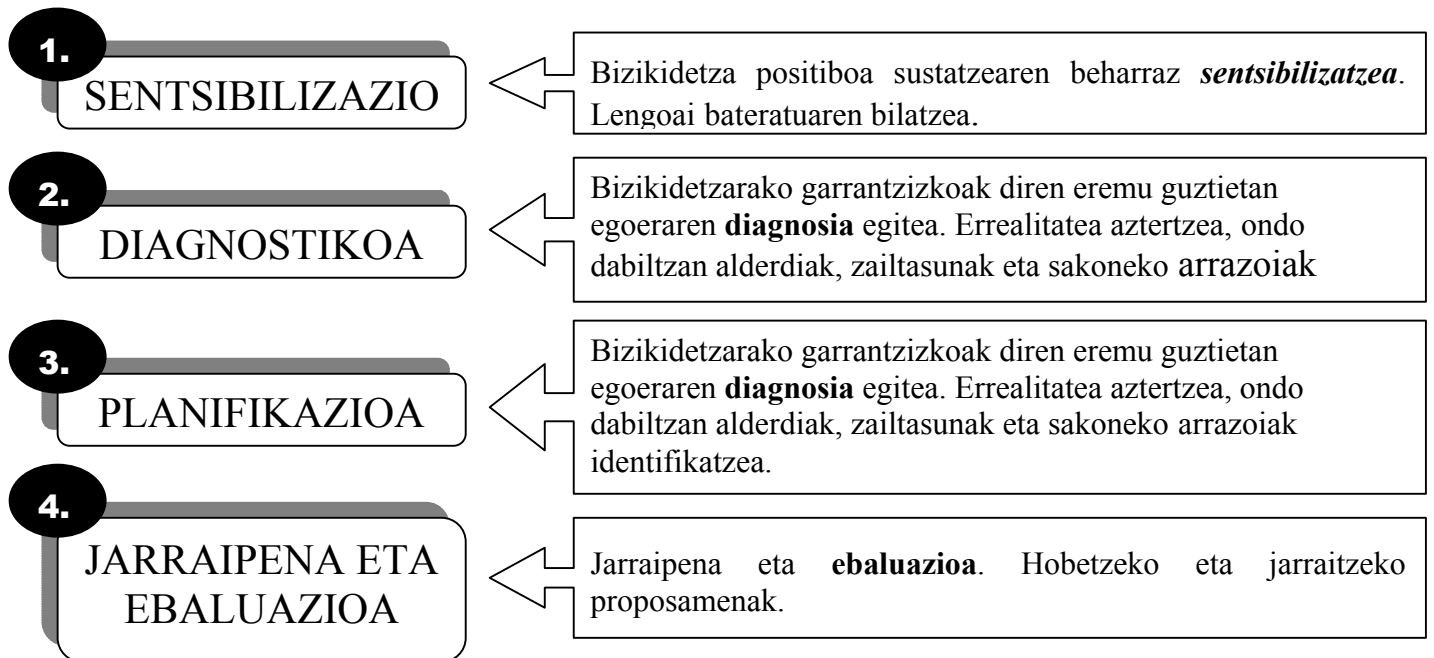 1.
SENTSIBILIZAZIO
Bizikidetza positiboa sustatzearen beharraz sentsibilizatzea.
Lengoai bateratuaren bilatzea.
2.
DIAGNOSTIKOA
Bizikidetzarako garrantzizkoak diren eremu guztietan
egoeraren diagnosia egitea. Errealitatea aztertzea, ondo
dabiltzan alderdiak, zailtasunak eta sakoneko arrazoiak
3.
PLANIFIKAZIOA
Bizikidetzarako garrantzizkoak diren eremu guztietan
egoeraren diagnosia egitea. Errealitatea aztertzea, ondo
dabiltzan alderdiak, zailtasunak eta sakoneko arrazoiak
identifikatzea.
4.
JARRAIPENA ETA
EBALUAZIOA
Jarraipena eta ebaluazioa. Hobetzeko eta jarraitzeko
proposamenak.